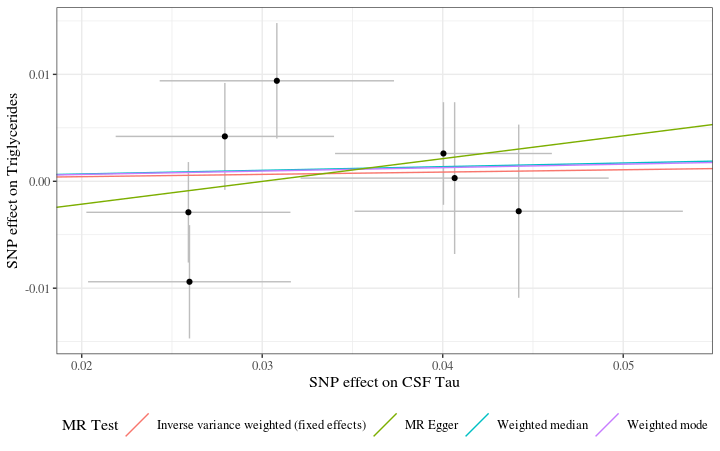 SNP effect on Triglycerides
0.01
0.00
-0.01
0.02 0.03 0.04 0.05
SNP effect on CSF Tau
MR Test Inverse variance weighted (fixed effects) MR Egger Weighted median Weighted mode